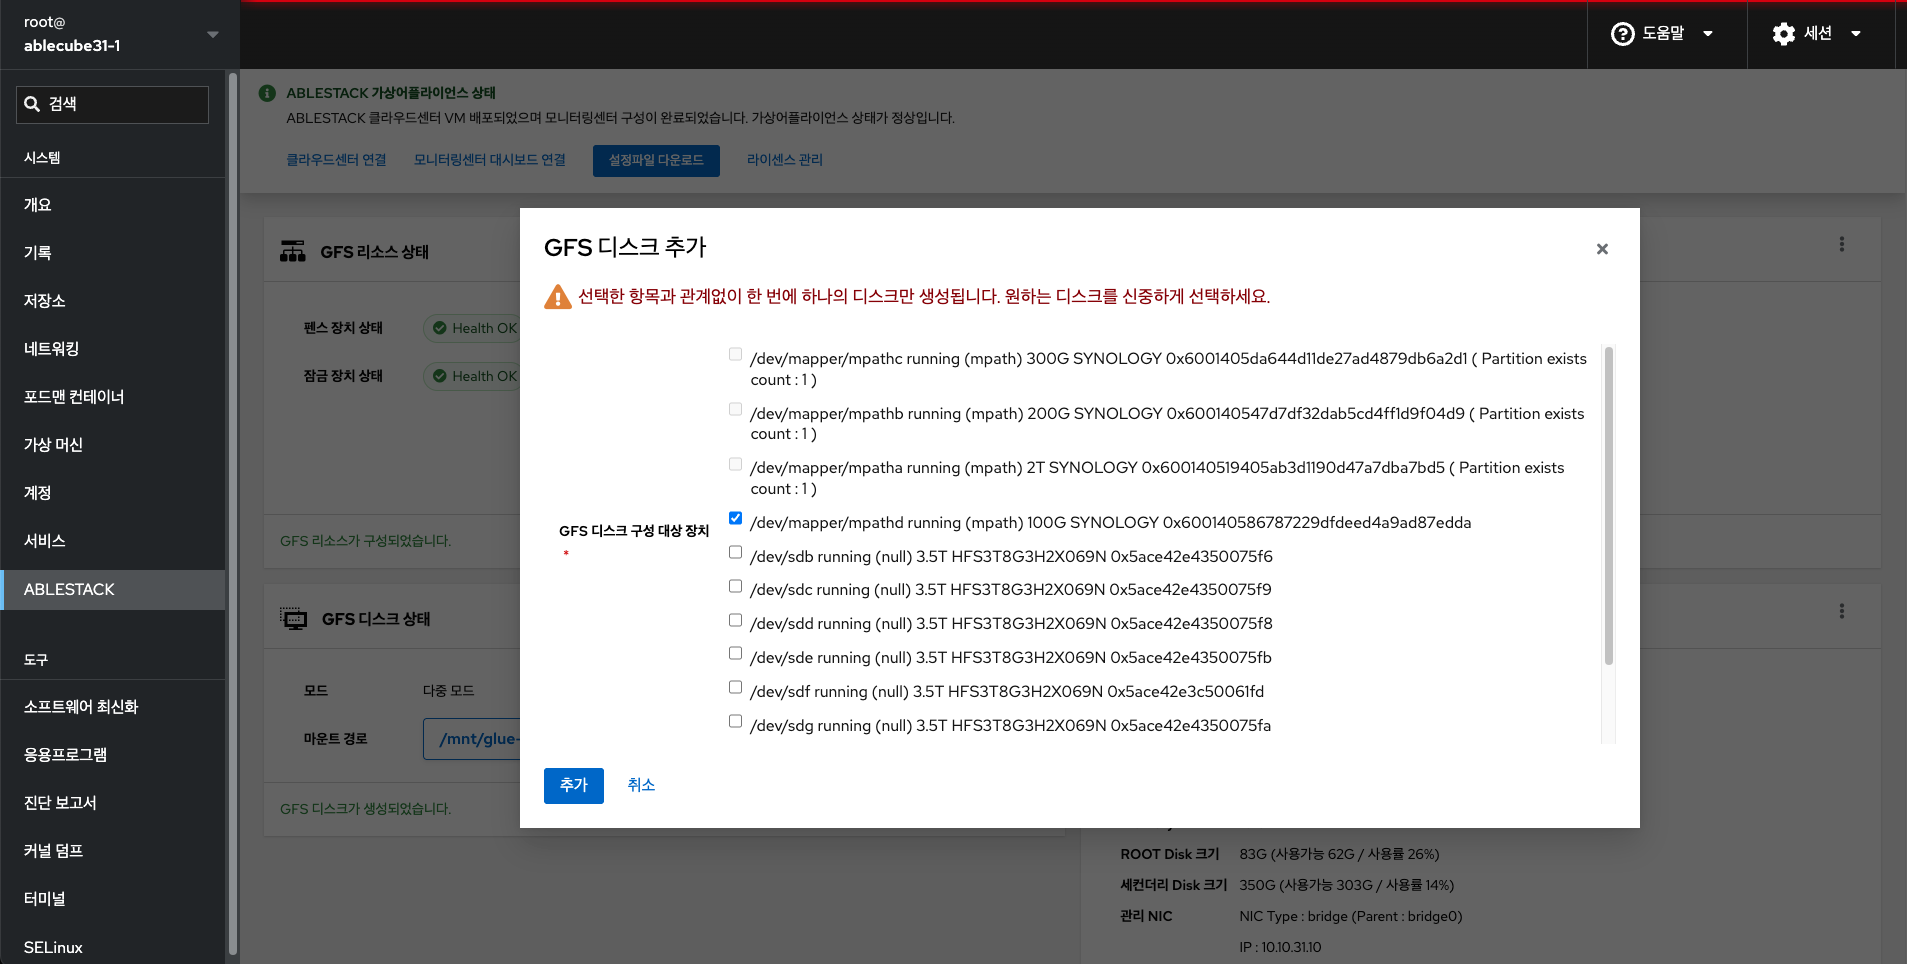 root@
ablecube31-1
도움말
세션
검색
시스템
개요
기록
저장소
네트워킹
포드맨 컨테이너
가상 머신
계정
서비스
ABLESTACK
도구
소프트웨어 최신화
응용프로그램
진단 보고서
커널 덤프
터미널
SELinux
ABLESTACK 가상어플라이언스 상태
ABLESTACK 클라우드센터 VM 배포되었으며 모니터링센터 구성이 완료되었습니다. 가상어플라이언스 상태가 정상입니다.
클라우드센터 연결 모니터링센터 대시보드 연결 설정파일 다운로드 라이센스 관리
GFS 리소스 상태
펜스 장치 상태 Health OK
잠금 장치 상태 Health OK
GFS 리소스가 구성되었습니다.
GFS 디스크 상태
모드 다중 모드
마운트 경로 /mnt/glue-
GFS 디스크가 생성되었습니다.
GFS 디스크 추가
선택한 항목과 관계없이 한 번에 하나의 디스크만 생성됩니다. 원하는 디스크를 신중하게 선택하세요.
GFS 디스크 구성 대상 장치
*
/dev/mapper/mpathc running (mpath) 300G SYNOLOGY 0x6001405da644d11de27ad4879db6a2d1 ( Partition exists
count : 1 )
/dev/mapper/mpathb running (mpath) 200G SYNOLOGY 0x600140547d7df32dab5cd4ff1d9f04d9 ( Partition exists
count : 1 )
/dev/mapper/mpatha running (mpath) 2T SYNOLOGY 0x600140519405ab3d1190d47a7dba7bd5 ( Partition exists
count : 1 )
/dev/mapper/mpathd running (mpath) 100G SYNOLOGY 0x600140586787229dfdeed4a9ad87edda
/dev/sdb running (null) 3.5T HFS3T8G3H2X069N 0x5ace42e4350075f6
/dev/sdc running (null) 3.5T HFS3T8G3H2X069N 0x5ace42e4350075f9
/dev/sdd running (null) 3.5T HFS3T8G3H2X069N 0x5ace42e4350075f8
/dev/sde running (null) 3.5T HFS3T8G3H2X069N 0x5ace42e4350075fb
/dev/sdf running (null) 3.5T HFS3T8G3H2X069N 0x5ace42e3c50061fd
/dev/sdg running (null) 3.5T HFS3T8G3H2X069N 0x5ace42e4350075fa
추가 취소
ROOT Disk 크기 83G (사용가능 62G / 사용률 26%)
세컨더리 Disk 크기 350G (사용가능 303G / 사용률 14%)
관리 NIC NIC Type : bridge (Parent : bridge0)
IP : 10.10.31.10